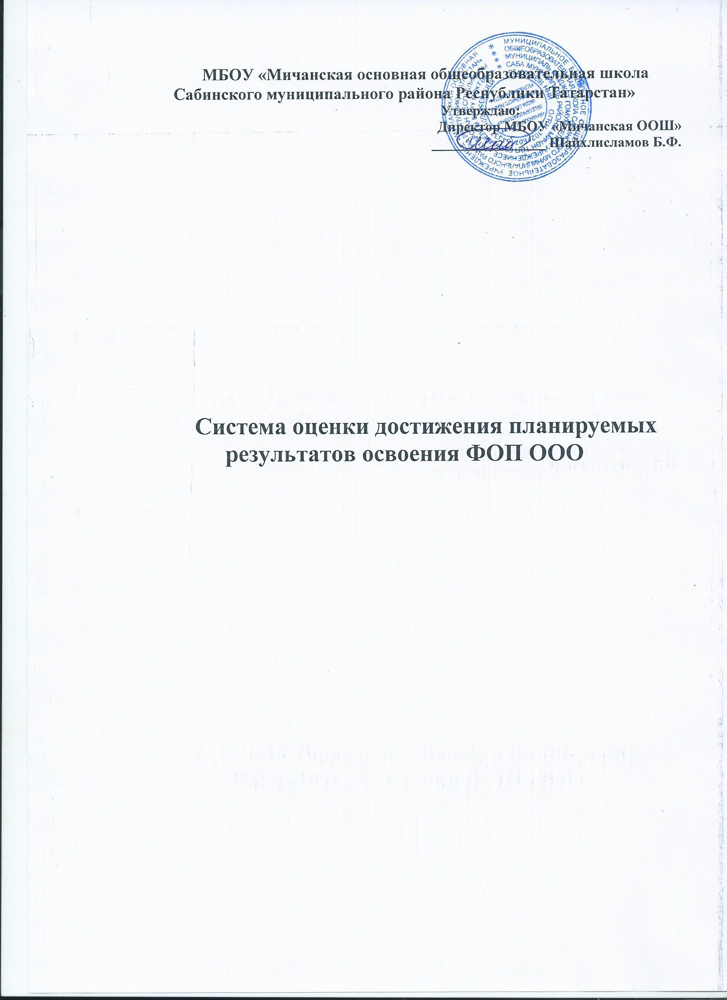 МБОУ «Мичанская основная общеобразовательная школа
Сабинского муниципального района Республики Татарстан»
Утверждаю:
Директор МБОУ «Мичанская ООШ»
Шайхлисламов Б.Ф.
Система оценки достижения планируемых
результатов освоения ФОП ООО